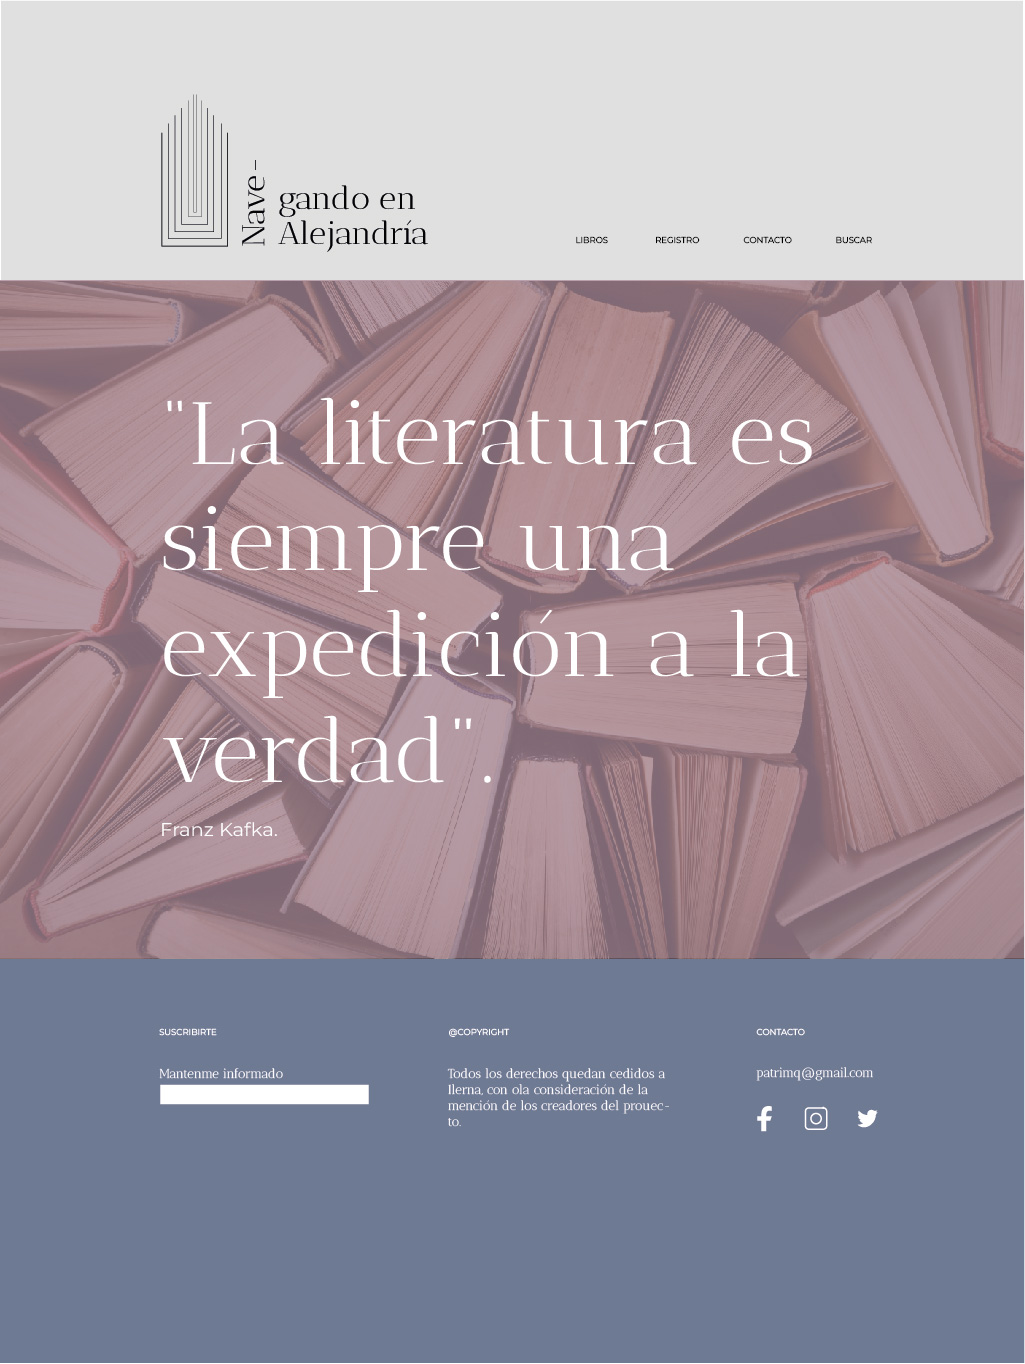 Nave-
gando en
Alejandría
LIBROS REGISTRO CONTACTO BUSCAR
"La literatura es
siempre una
expedición a la
verdad".
Franz Kafka.
SUSCRIBIRTE
Mantenme informado
@COPYRIGHT
Todos los derechos quedan cedidos a
Ilerna, con ola consideración de la
mención de los creadores del prouec-
to.
CONTACTO
patrimq@gmail.com